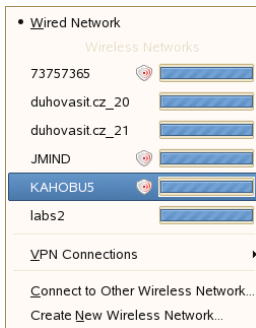 Wired Network
Wireless Networks
73757365
duhovasit.cz_20
duhovasit.cz_21
JMIND
KAHOBU5
labs2
VPN Connections
Connect to Other Wireless Network...
Create New Wireless Network...